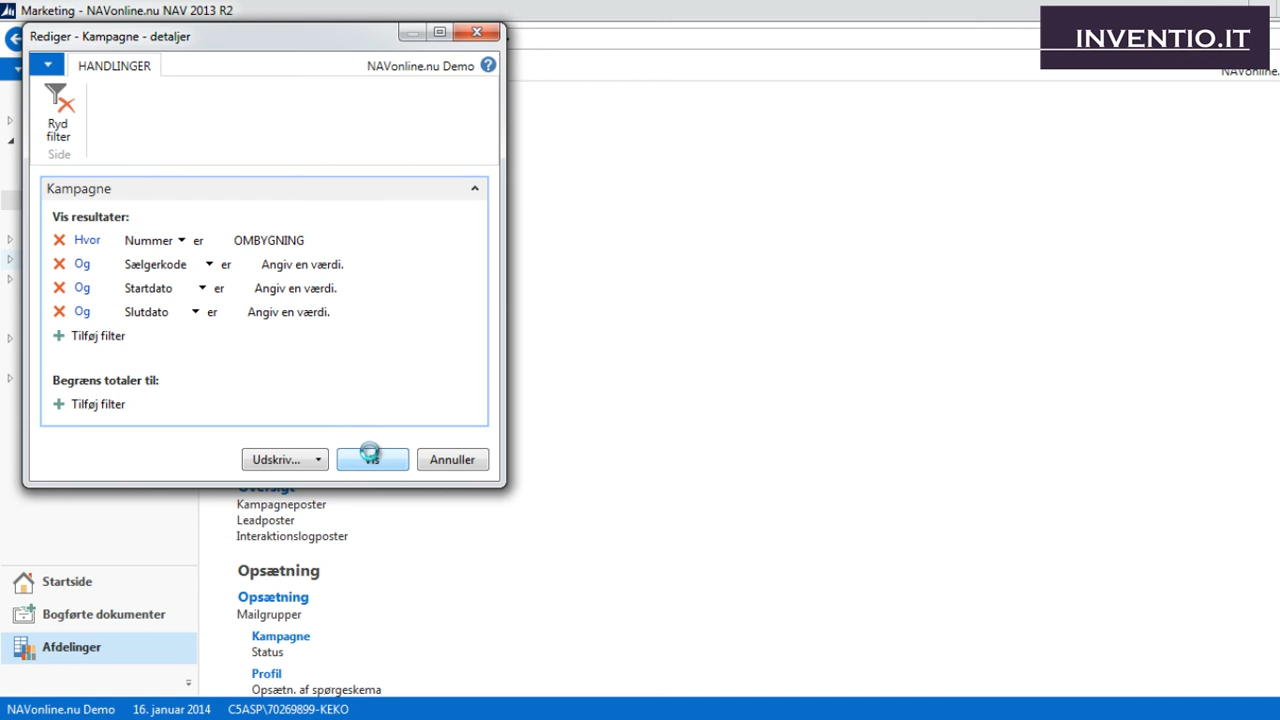 Marketing - NAVonline.nu NAV 2013 R2
INVENTIO.IT
Rediger - Kampagne - detaljer
HANDLINGER
NAVonline.nu Demo
NAVonline.
Ryd
filter
Side
Kampagne
Vis resultater:
Hvor Nummer er OMBYGNING
Og Sælgerkode er Angiv en værdi.
Og Startdato er Angiv en værdi.
Og Slutdato er Angiv en værdi.
Tilføj filter
Begræns totaler til:
Tilføj filter
Udskriv... Vis Annuller
Oversigt
Kampagneposter
Leadposter
Interaktionslogposter
Opsætning
Opsætning
Mailgrupper
Kampagne
Status
Profil
Opsætn. af spørgeskema
Startside
Bogførte dokumenter
Afdelinger
NAVonline.nu Demo 16. januar 2014 C5ASP\70269899-KEKO